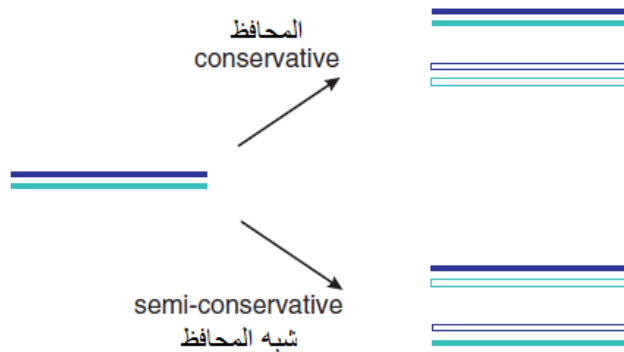 المحافظ
conservative
semi-conservative
شبه المحافظ